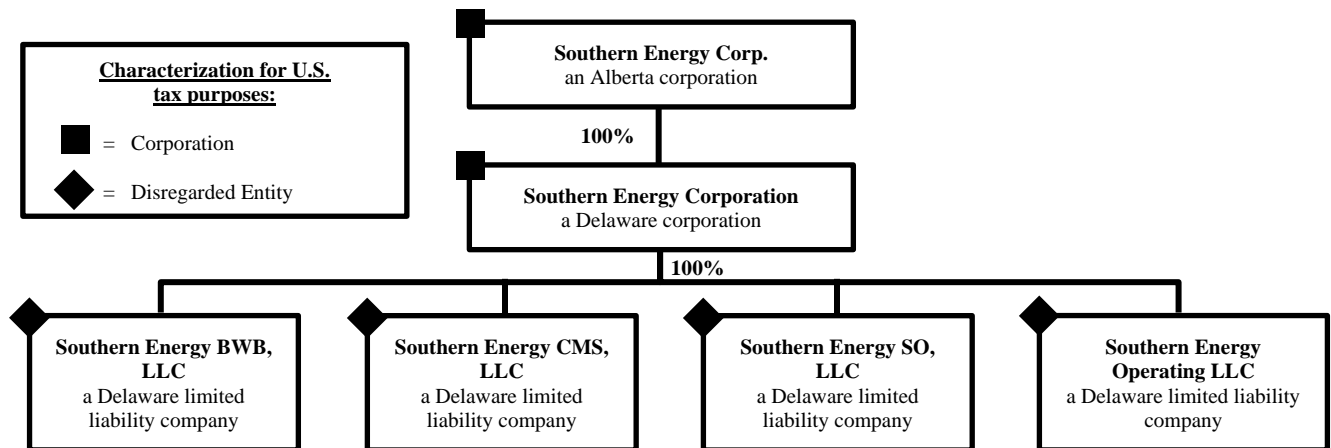 Characterization for U.S.
tax purposes:
= Corporation
= Disregarded Entity
Southern Energy Corp.
an Alberta corporation
100%
Southern Energy Corporation
a Delaware corporation
100%
Southern Energy BWB,
LLC
a Delaware limited
liability company
Southern Energy CMS,
LLC
a Delaware limited
liability company
Southern Energy SO,
LLC
a Delaware limited
liability company
Southern Energy
Operating LLC
a Delaware limited liability
company